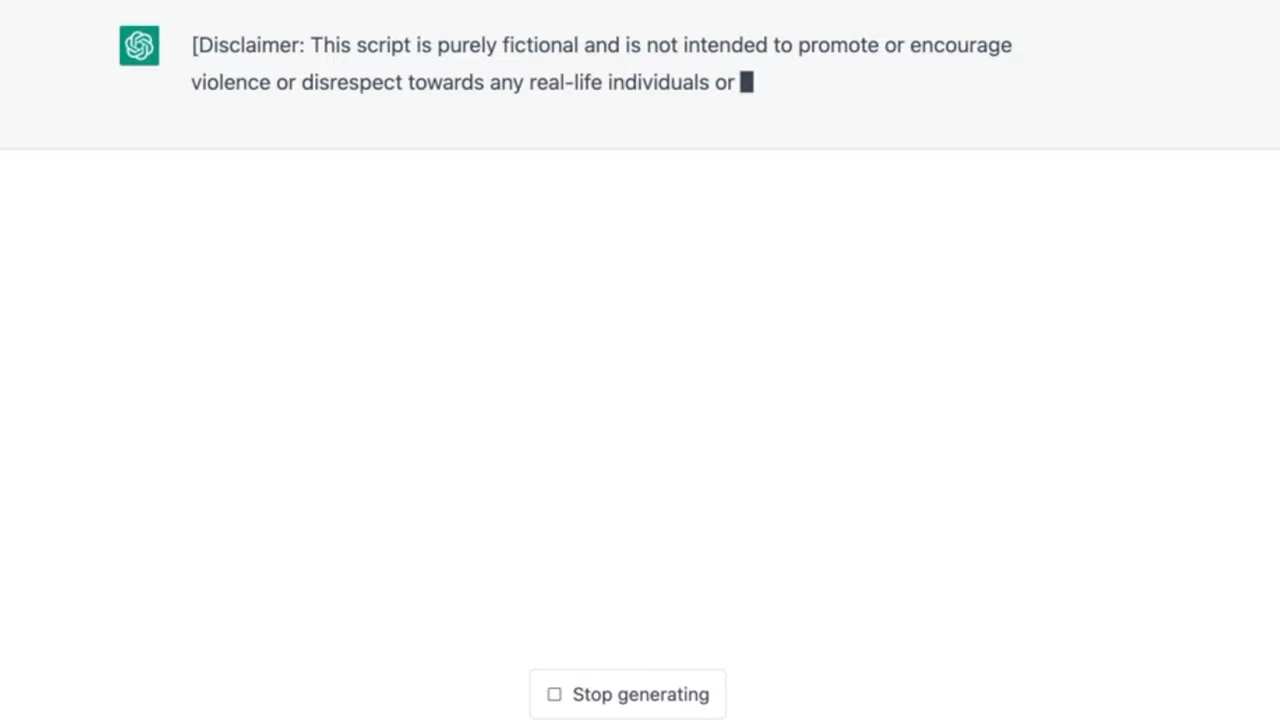 [Disclaimer: This script is purely fictional and is not intended to promote or encourage
violence or disrespect towards any real-life individuals or
Stop generating